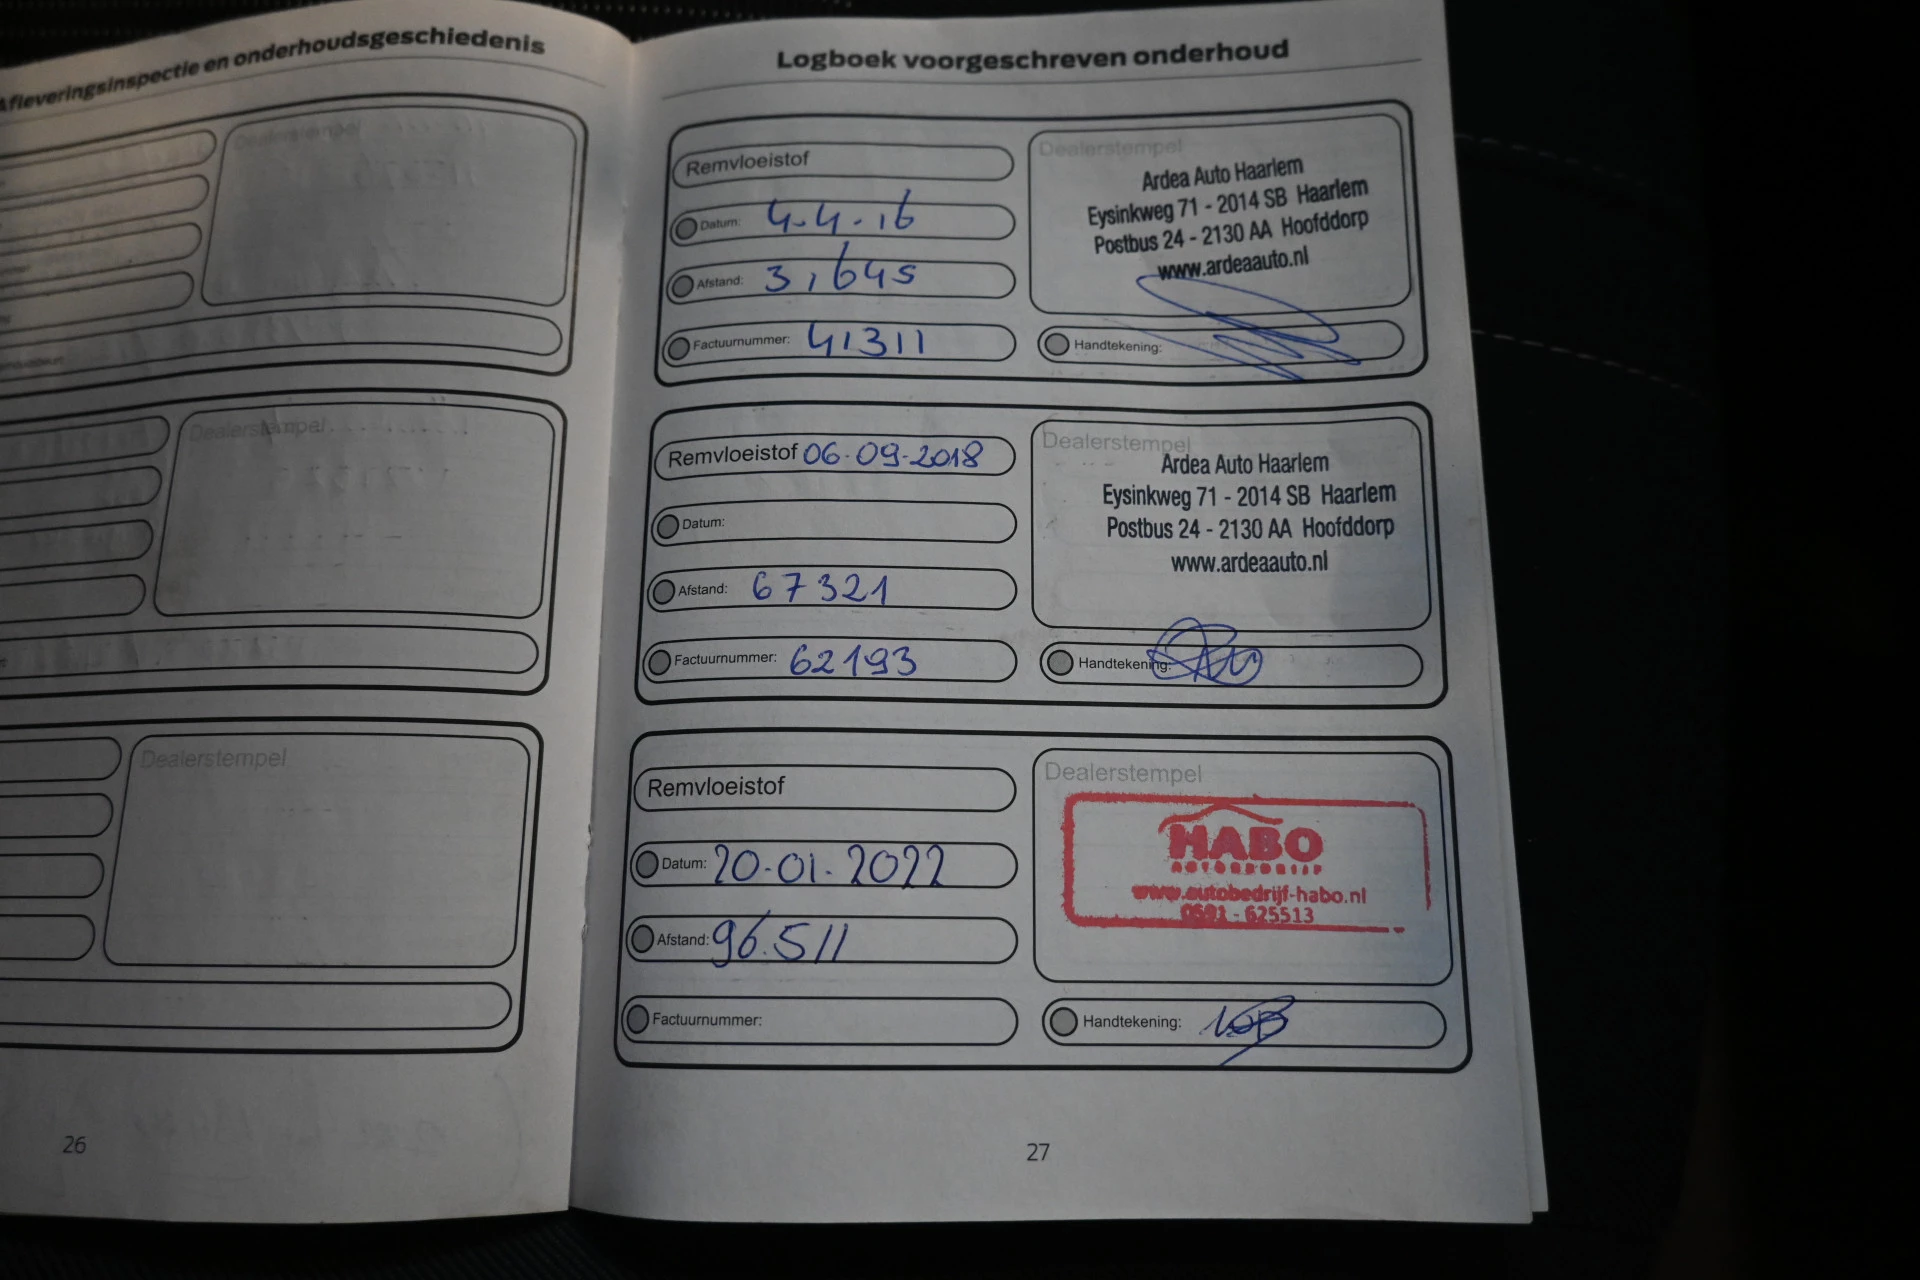 Afleveringsinspectie en onderhoudsgeschiedenis
Dealerstempel
Dealerstempel
Dealerstempel
26
Logboek voorgeschreven onderhoud
Remvloeistof
Datum: 4-4-16
Afstand: 31645
Factuurnummer: 41311
Dealerstempel
Ardea Auto Haarlem
Eysinkweg 71 - 2014 SB Haarlem
Postbus 24 - 2130 AA Hoofddorp
www.ardeaauto.nl
Handtekening:
Remvloeistof 06-09-2018
Datum:
Afstand: 67321
Factuurnummer: 62193
Dealerstempel
Ardea Auto Haarlem
Eysinkweg 71 - 2014 SB Haarlem
Postbus 24 - 2130 AA Hoofddorp
www.ardeaauto.nl
Handtekening:
Remvloeistof
Datum: 20-01-2022
Afstand: 96.511
Factuurnummer:
Dealerstempel
HABO
AUTOBEDRIJF
www.autobedrijf-habo.nl
625513
Handtekening:
27